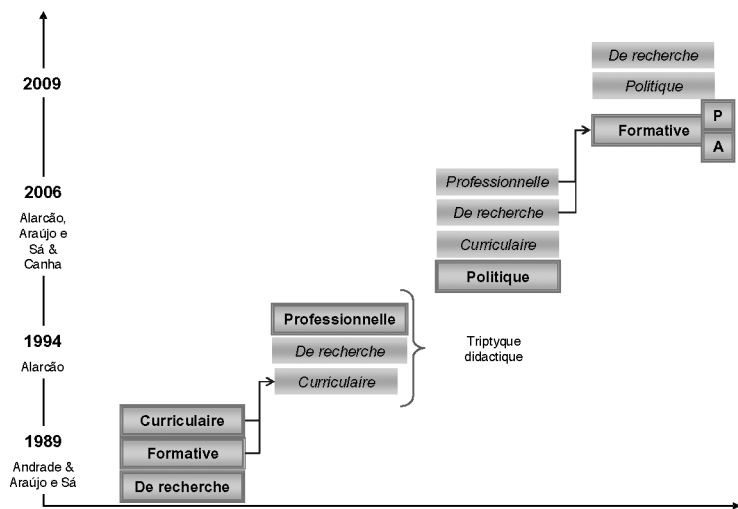 De recherche
2009
Politique
P
Formative
A
2006
Professionnelle
Alarcão,
Araújo e
Sá &
Canha
De recherche
Curriculaire
Politique
1994
Alarcão
Professionnelle
De recherche
Curriculaire
Triptyque
didactique
1989
Andrade &
Araújo e Sá
Curriculaire
Formative
De recherche